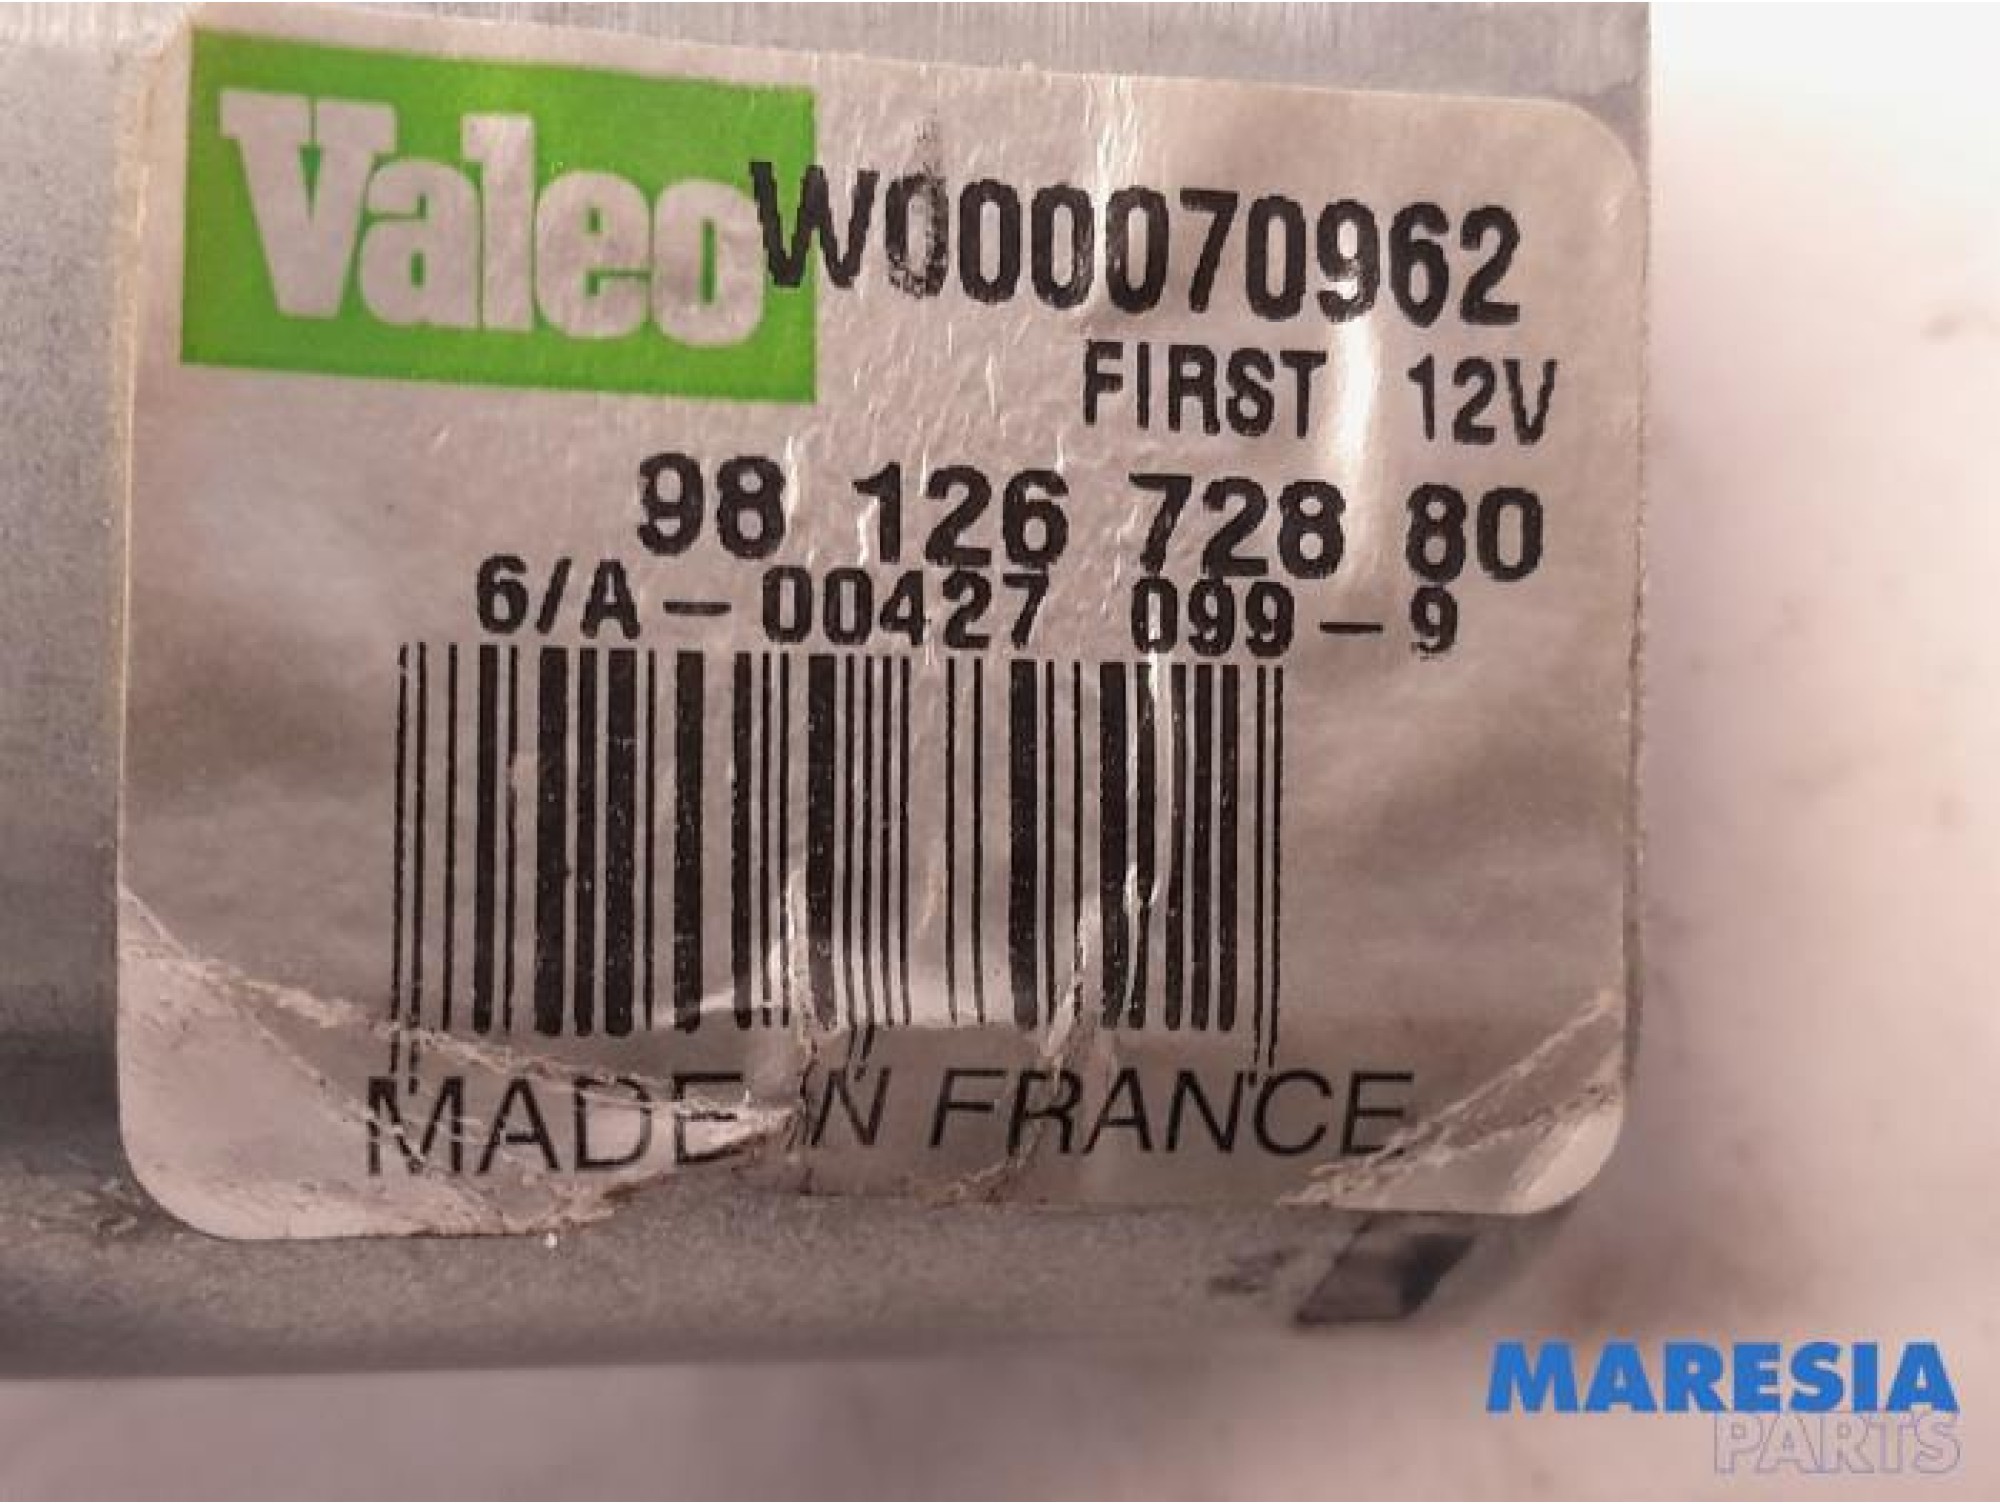 Valeo W000070962
FIRST 12V
98 126 728 80
6/A-00427 099-9
MADE IN FRANCE
MARESIA
PARTS